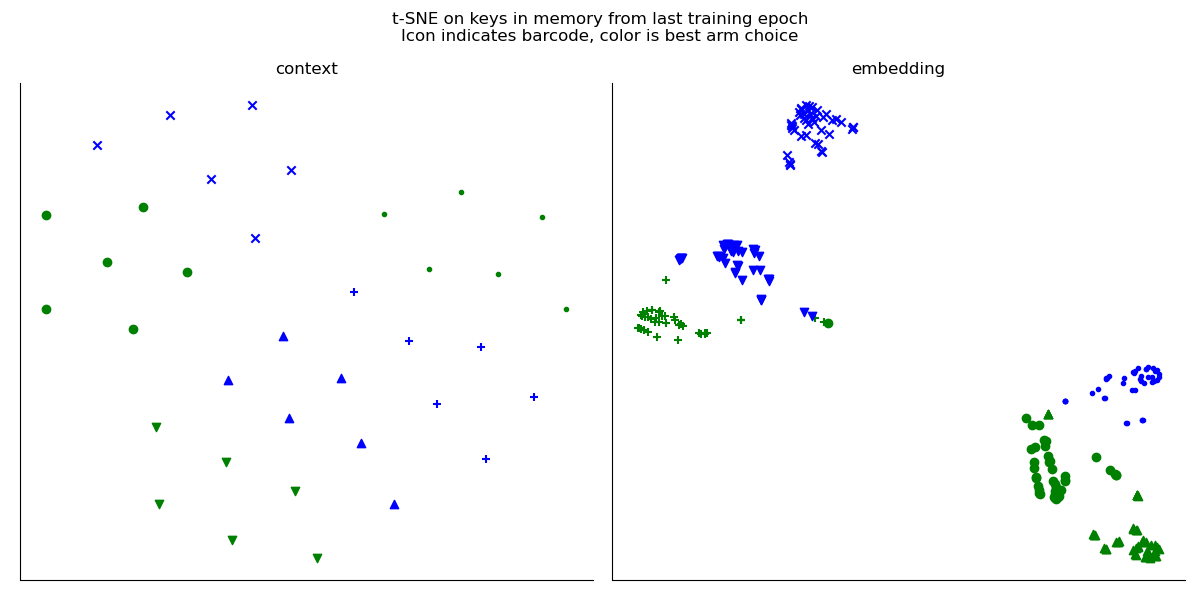 t-SNE on keys in memory from last training epoch
Icon indicates barcode, color is best arm choice
context
embedding